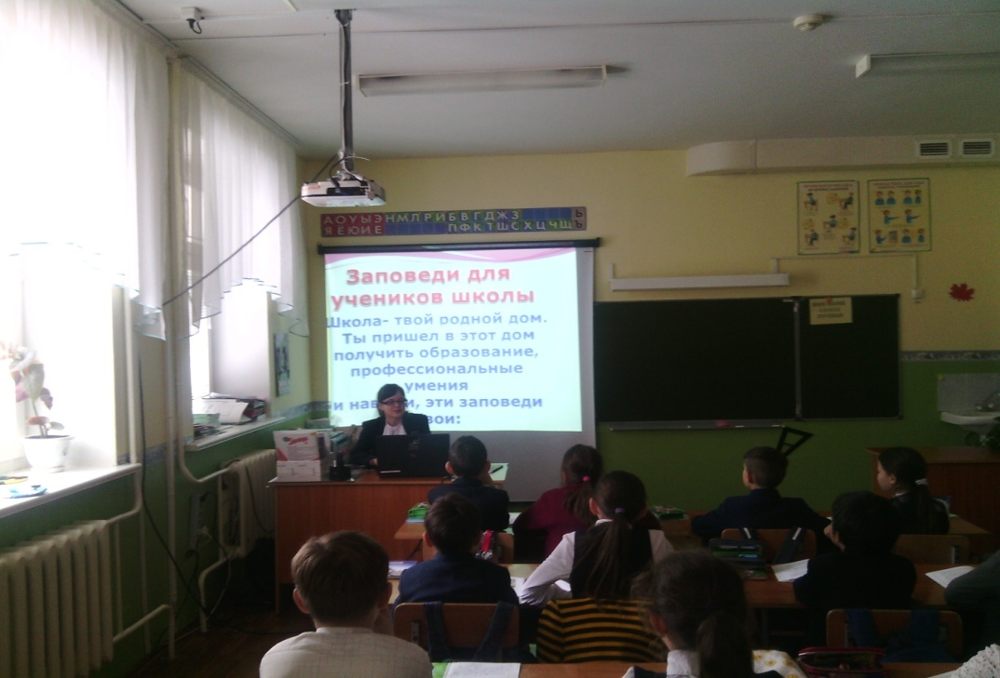 А О У Ы Э Н М Л Р И Б В Г Д Ж З Ь
Я Ё Ю И Е П Ф К Т Ш С Х Ц Ч Щ Ъ
Заповеди для
учеников школы
Школа- твой родной дом.
Ты пришел в этот дом
получить образование,
профессиональные
умения
и эти заповеди